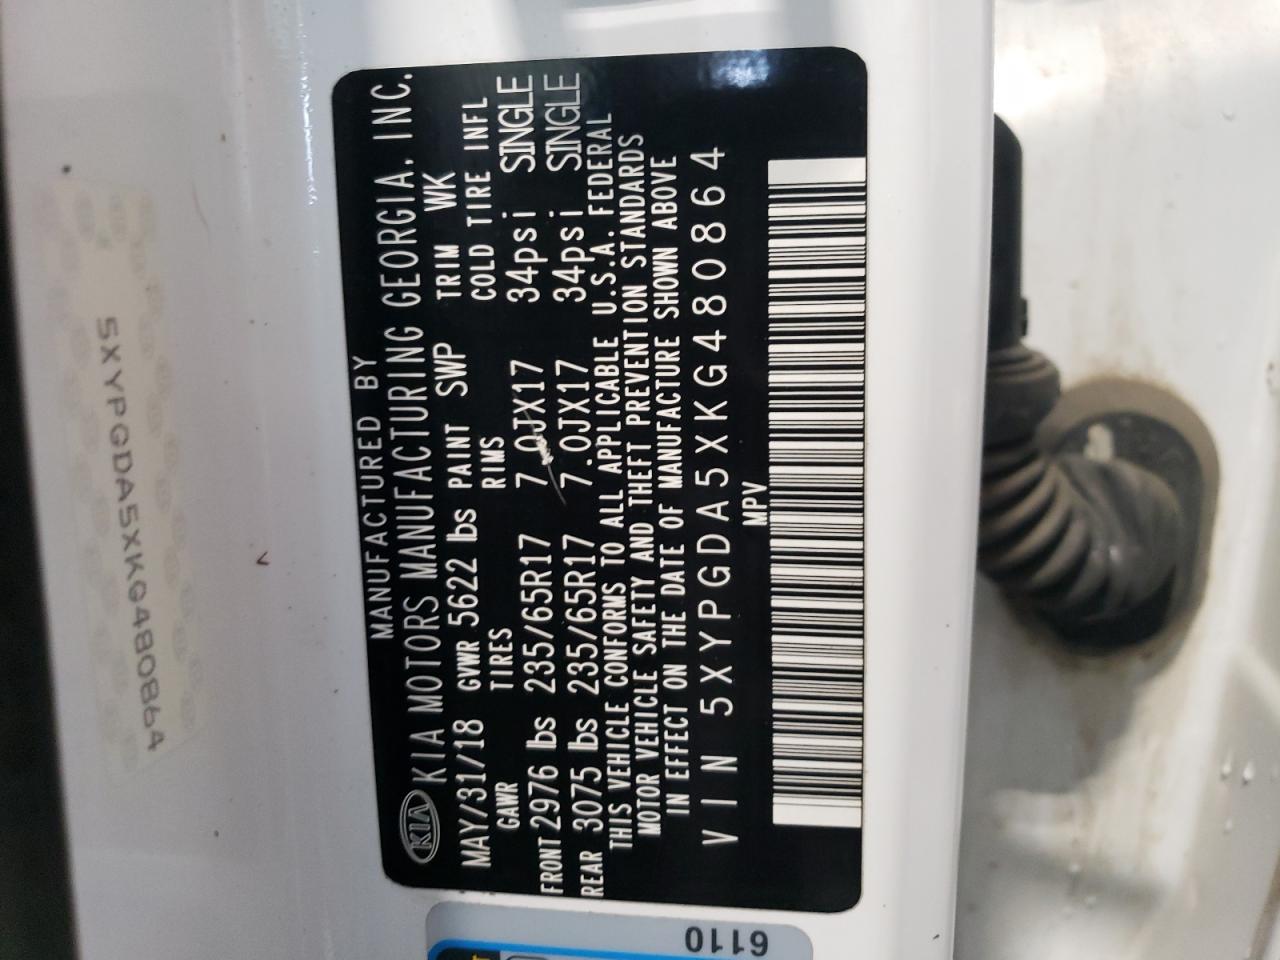 5XYPGDA5XKG480864
MANUFACTURED BY
KIA KIA MOTORS MANUFACTURING GEORGIA, INC.
MAY/31/18 GVWR 5622 lbs PAINT SWP TRIM WK
GAWR TIRES RIMS COLD TIRE INFL
FRONT 2976 lbs 235/65R17 7.0JX17 34psi SINGLE
REAR 3075 lbs 235/65R17 7.0JX17 34psi SINGLE
THIS VEHICLE CONFORMS TO ALL APPLICABLE U.S.A. FEDERAL
MOTOR VEHICLE SAFETY AND THEFT PREVENTION STANDARDS
IN EFFECT ON THE DATE OF MANUFACTURE SHOWN ABOVE
VIN 5XYPGDA5XKG480864
MPV
6110